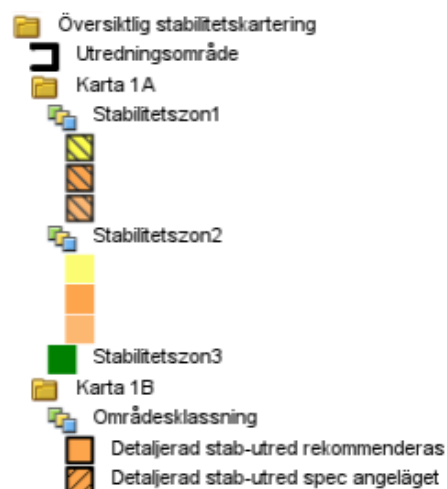 Översiktlig stabilitetskartering
Utredningsområde
Karta 1A
Stabilitetszon1
Stabilitetszon2
Stabilitetszon3
Karta 1B
Områdesklassning
Detaljerad stab-utred rekommenderas
Detaljerad stab-utred spec angeläget